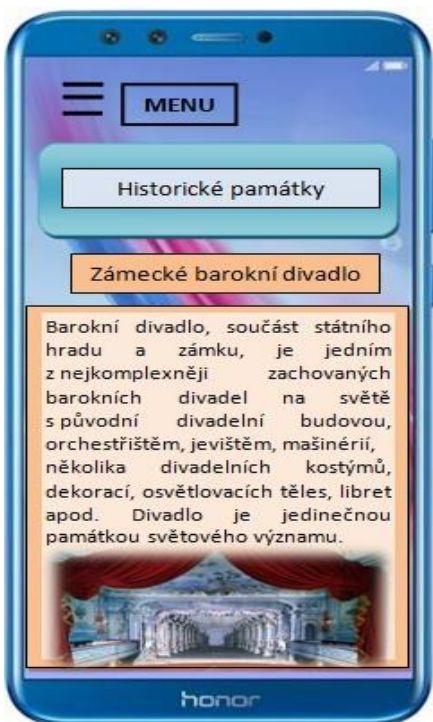 MENU
Historické památky
Zámecké barokní divadlo
Barokní divadlo, součást státního
hradu a zámku, je jedním
z nejkomplexněji zachovaných
barokních divadel na světě
s původní divadelní budovou,
orchestřištěm, jevištěm, mašinérií,
několika divadelních kostýmů,
dekorací, osvětlovacích těles, libret
apod. Divadlo je jedinečnou
památkou světového významu.
honor